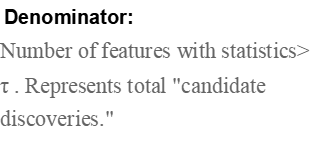 Denominator:
Number of features with statistics>
τ . Represents total "candidate
discoveries."